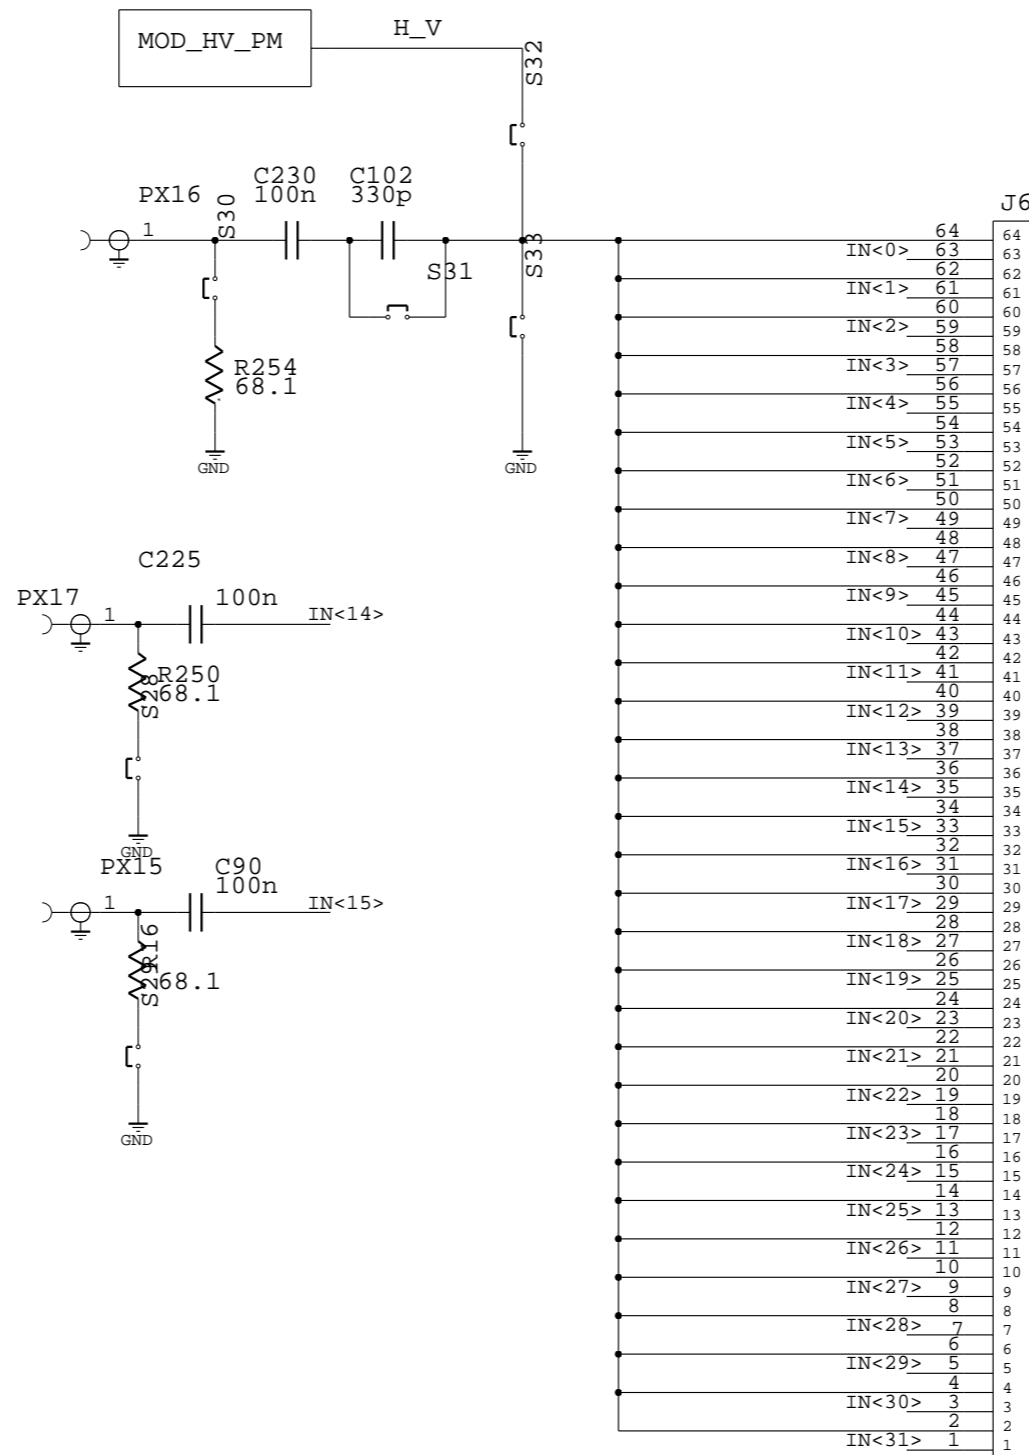 MOD_HV_PM
H_V
S32
PX16
1
S30
C230
100n
C102
330p
S31
S33
R254
68.1
GND
GND
C225
PX17
1
100n
IN<14>
R250
68.1
S28
GND
PX15
1
C90
100n
IN<15>
R16
S29
68.1
GND
J6
64 64
IN<0> 63 63
62 62
IN<1> 61 61
60 60
IN<2> 59 59
58 58
IN<3> 57 57
56 56
IN<4> 55 55
54 54
IN<5> 53 53
52 52
IN<6> 51 51
50 50
IN<7> 49 49
48 48
IN<8> 47 47
46 46
IN<9> 45 45
44 44
IN<10> 43 43
42 42
IN<11> 41 41
40 40
IN<12> 39 39
38 38
IN<13> 37 37
36 36
IN<14> 35 35
34 34
IN<15> 33 33
32 32
IN<16> 31 31
30 30
IN<17> 29 29
28 28
IN<18> 27 27
26 26
IN<19> 25 25
24 24
IN<20> 23 23
22 22
IN<21> 21 21
20 20
IN<22> 19 19
18 18
IN<23> 17 17
16 16
IN<24> 15 15
14 14
IN<25> 13 13
12 12
IN<26> 11 11
10 10
IN<27> 9 9
8 8
IN<28> 7 7
6 6
IN<29> 5 5
4 4
IN<30> 3 3
2 2
IN<31> 1 1